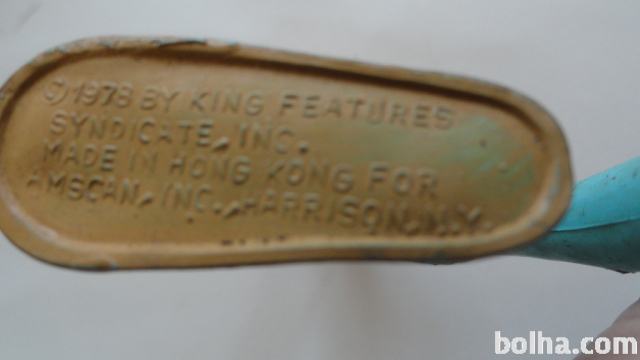 © 1978 BY KING FEATURES
SYNDICATE, INC.
MADE IN HONG KONG FOR
AMSCAN, INC., HARRISON, N.Y.
bolha.com